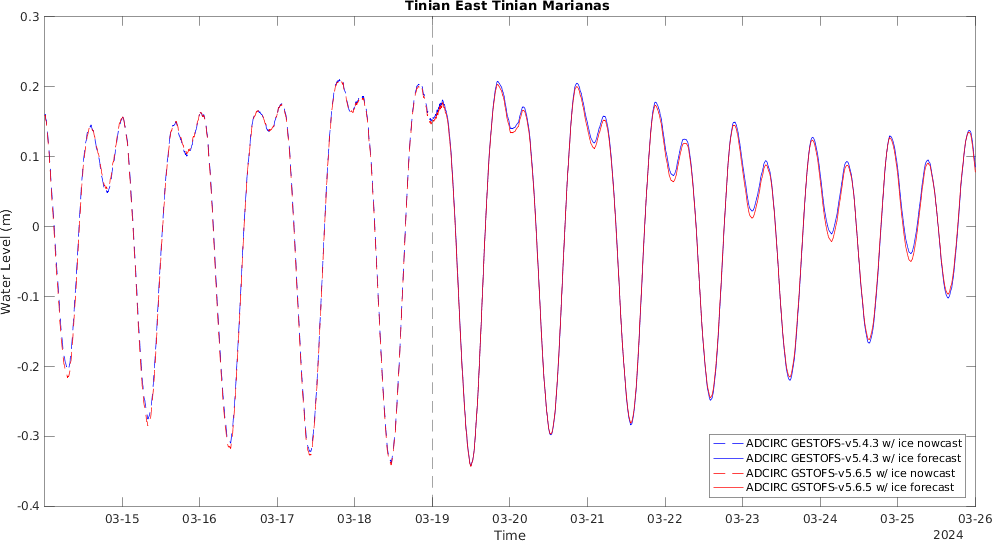 Tinian East Tinian Marianas
0.3
0.2
0.1
0
-0.1
-0.2
-0.3
-0.4
Water Level (m)
ADCIRC GESTOFS-v5.4.3 w/ ice nowcast
ADCIRC GESTOFS-v5.4.3 w/ ice forecast
ADCIRC GSTOFS-v5.6.5 w/ ice nowcast
ADCIRC GSTOFS-v5.6.5 w/ ice forecast
03-15 03-16 03-17 03-18 03-19 03-20 03-21 03-22 03-23 03-24 03-25 03-26
Time
2024